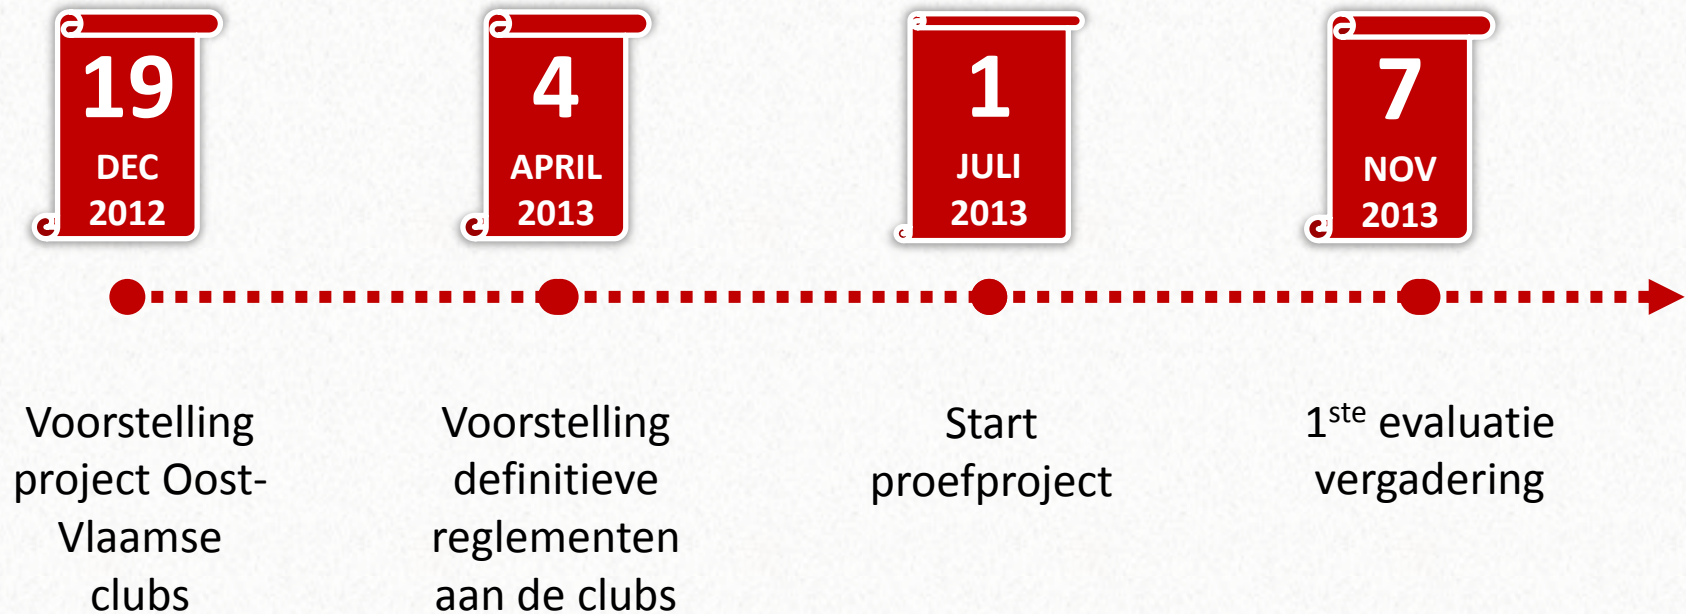 19
DEC
2012
4
APRIL
2013
1
JULI
2013
7
NOV
2013
Voorstelling
project Oost-
Vlaamse
clubs
Voorstelling
definitieve
reglementen
aan de clubs
Start
proefproject
1ste evaluatie
vergadering